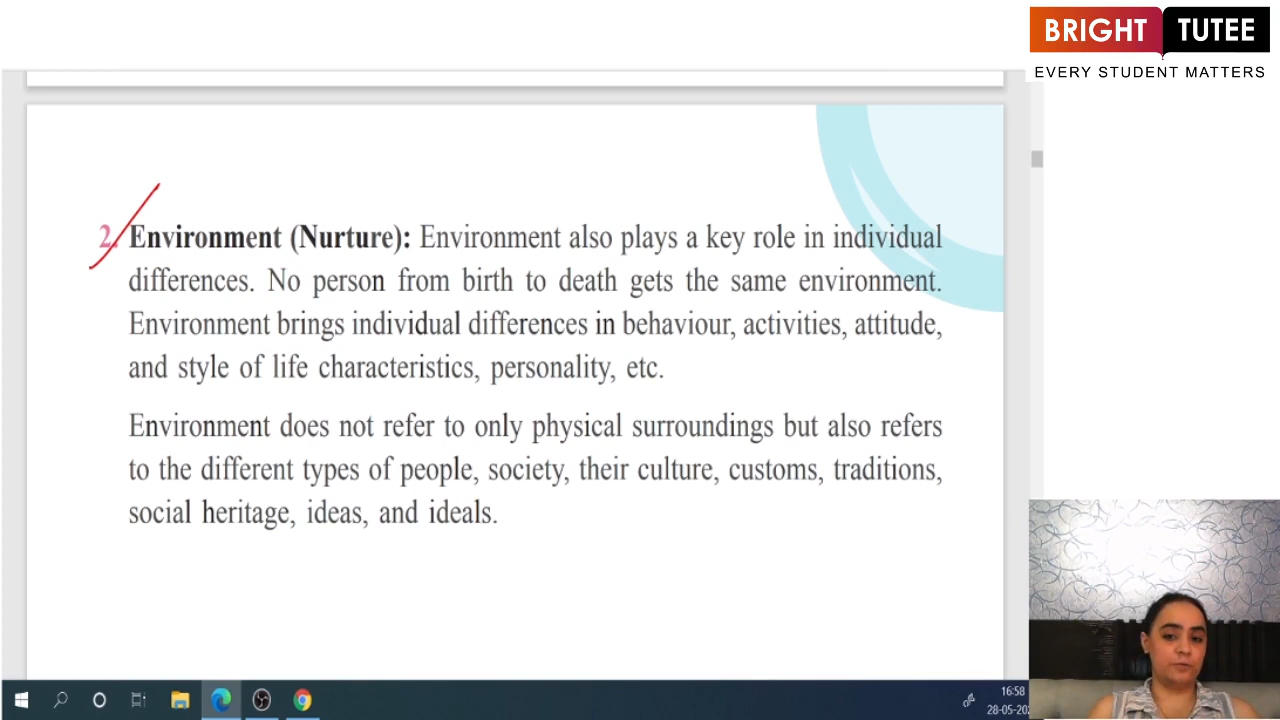 BRIGHT TUTEE
EVERY STUDENT MATTERS
2. Environment (Nurture): Environment also plays a key role in individual
differences. No person from birth to death gets the same environment.
Environment brings individual differences in behaviour, activities, attitude,
and style of life characteristics, personality, etc.
Environment does not refer to only physical surroundings but also refers
to the different types of people, society, their culture, customs, traditions,
social heritage, ideas, and ideals.
16:58
28-05-20